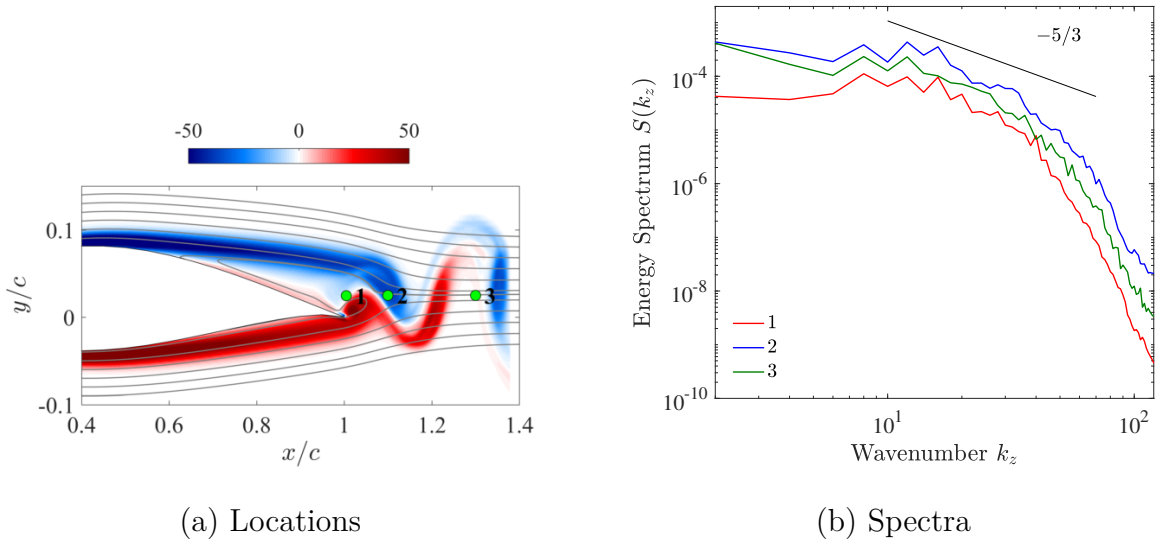 -50 0 50
0.1
0
-0.1
y/c
1 2 3
0.4 0.6 0.8 1 1.2 1.4
x/c
(a) Locations
10^-4
10^-6
10^-8
10^-10
Energy Spectrum S(k_z)
−5/3
1
2
3
10^1 10^2
Wavenumber k_z
(b) Spectra